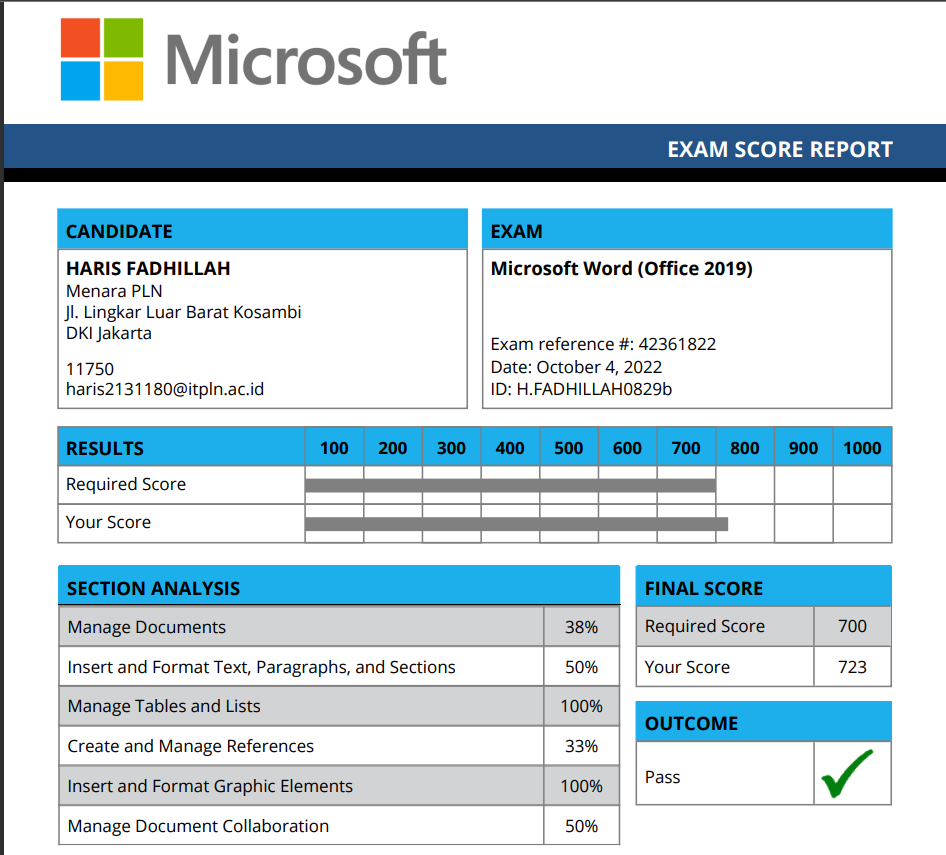 Microsoft
EXAM SCORE REPORT
CANDIDATE
HARIS FADHILLAH
Menara PLN
Jl. Lingkar Luar Barat Kosambi
DKI Jakarta
11750
haris2131180@itpln.ac.id
EXAM
Microsoft Word (Office 2019)
Exam reference #: 42361822
Date: October 4, 2022
ID: H.FADHILLAH0829b
RESULTS 100 200 300 400 500 600 700 800 900 1000
Required Score
Your Score
SECTION ANALYSIS
Manage Documents 38%
Insert and Format Text, Paragraphs, and Sections 50%
Manage Tables and Lists 100%
Create and Manage References 33%
Insert and Format Graphic Elements 100%
Manage Document Collaboration 50%
FINAL SCORE
Required Score 700
Your Score 723
OUTCOME
Pass